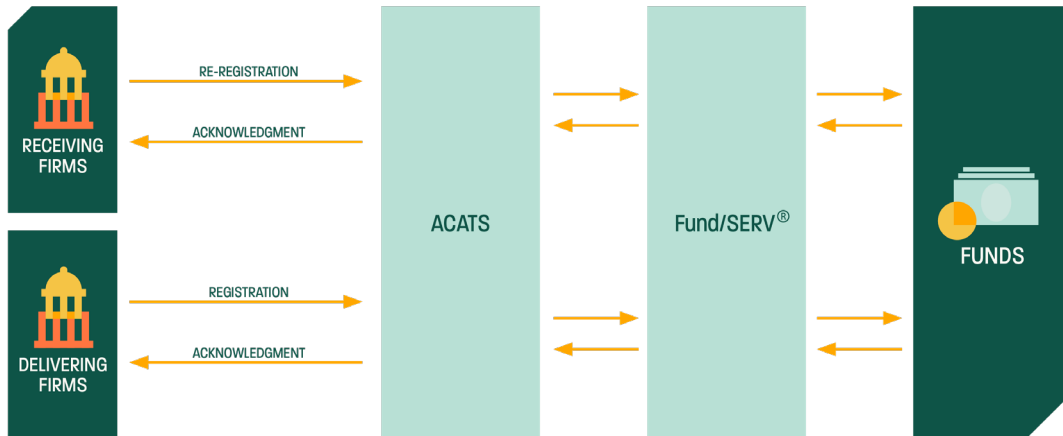 RE-REGISTRATION
ACKNOWLEDGMENT
RECEIVING
FIRMS
ACATS
Fund/SERV®
FUNDS
REGISTRATION
ACKNOWLEDGMENT
DELIVERING
FIRMS